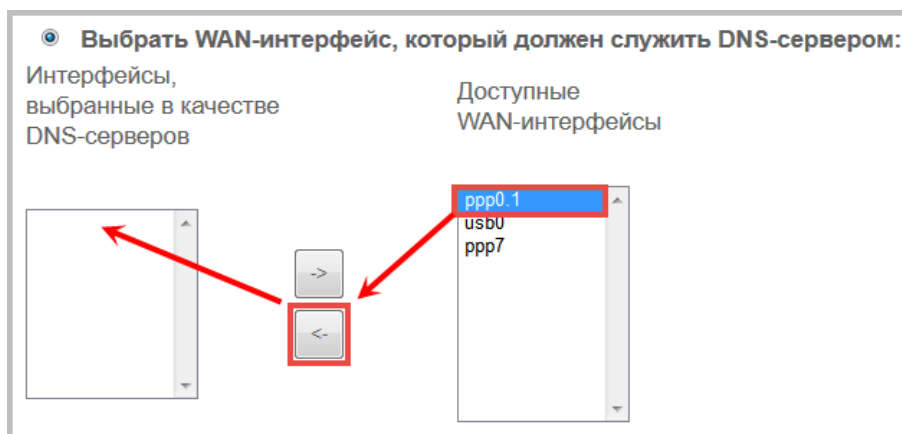 Выбрать WAN-интерфейс, который должен служить DNS-сервером:
Интерфейсы,
выбранные в качестве
DNS-серверов
Доступные
WAN-интерфейсы
ppp0.1
usb0
ppp7
->
<-